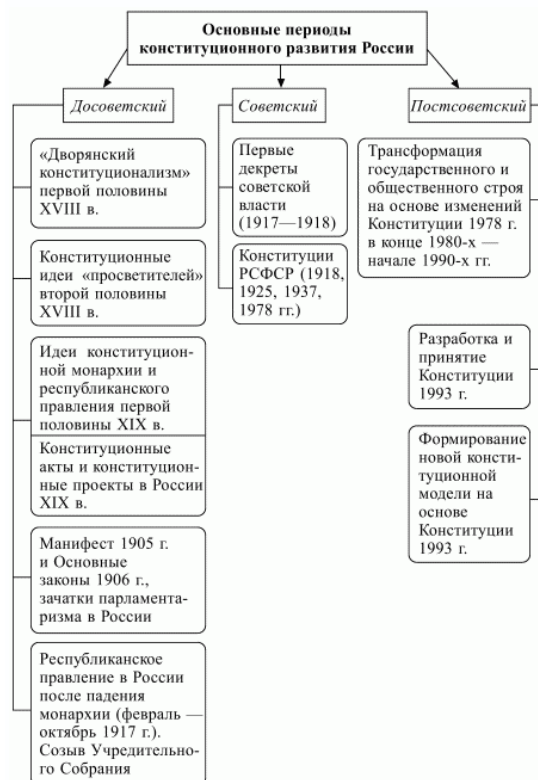 Основные периоды
конституционного развития России
Досоветский
Советский
Постсоветский
«Дворянский
конституционализм»
первой половины
XVIII в.
Конституционные
идеи «просветителей»
второй половины
XVIII в.
Идеи конституцион-
ной монархии и
республиканского
правления первой
половины XIX в.
Конституционные
акты и конституцион-
ные проекты в России
XIX в.
Манифест 1905 г.
и Основные
законы 1906 г.,
зачатки парламента-
ризма в России
Республиканское
правление в России
после падения
монархии (февраль —
октябрь 1917 г.).
Созыв Учредительно-
го Собрания
Первые
декреты
советской
власти
(1917—1918)
Конституции
РСФСР (1918,
1925, 1937,
1978 гг.)
Трансформация
государственного и
общественного строя
на основе изменений
Конституции 1978 г.
в конце 1980-х —
начале 1990-х гг.
Разработка и
принятие
Конституции
1993 г.
Формирование
новой консти-
туционной
модели на
основе
Конституции
1993 г.